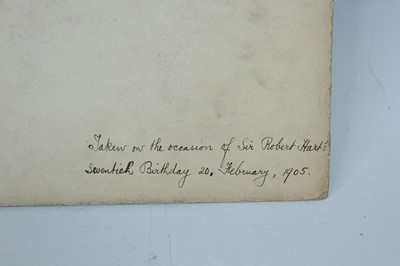 Taken on the occasion of Sir Robert Hart's
Seventieth Birthday 20. February, 1905.